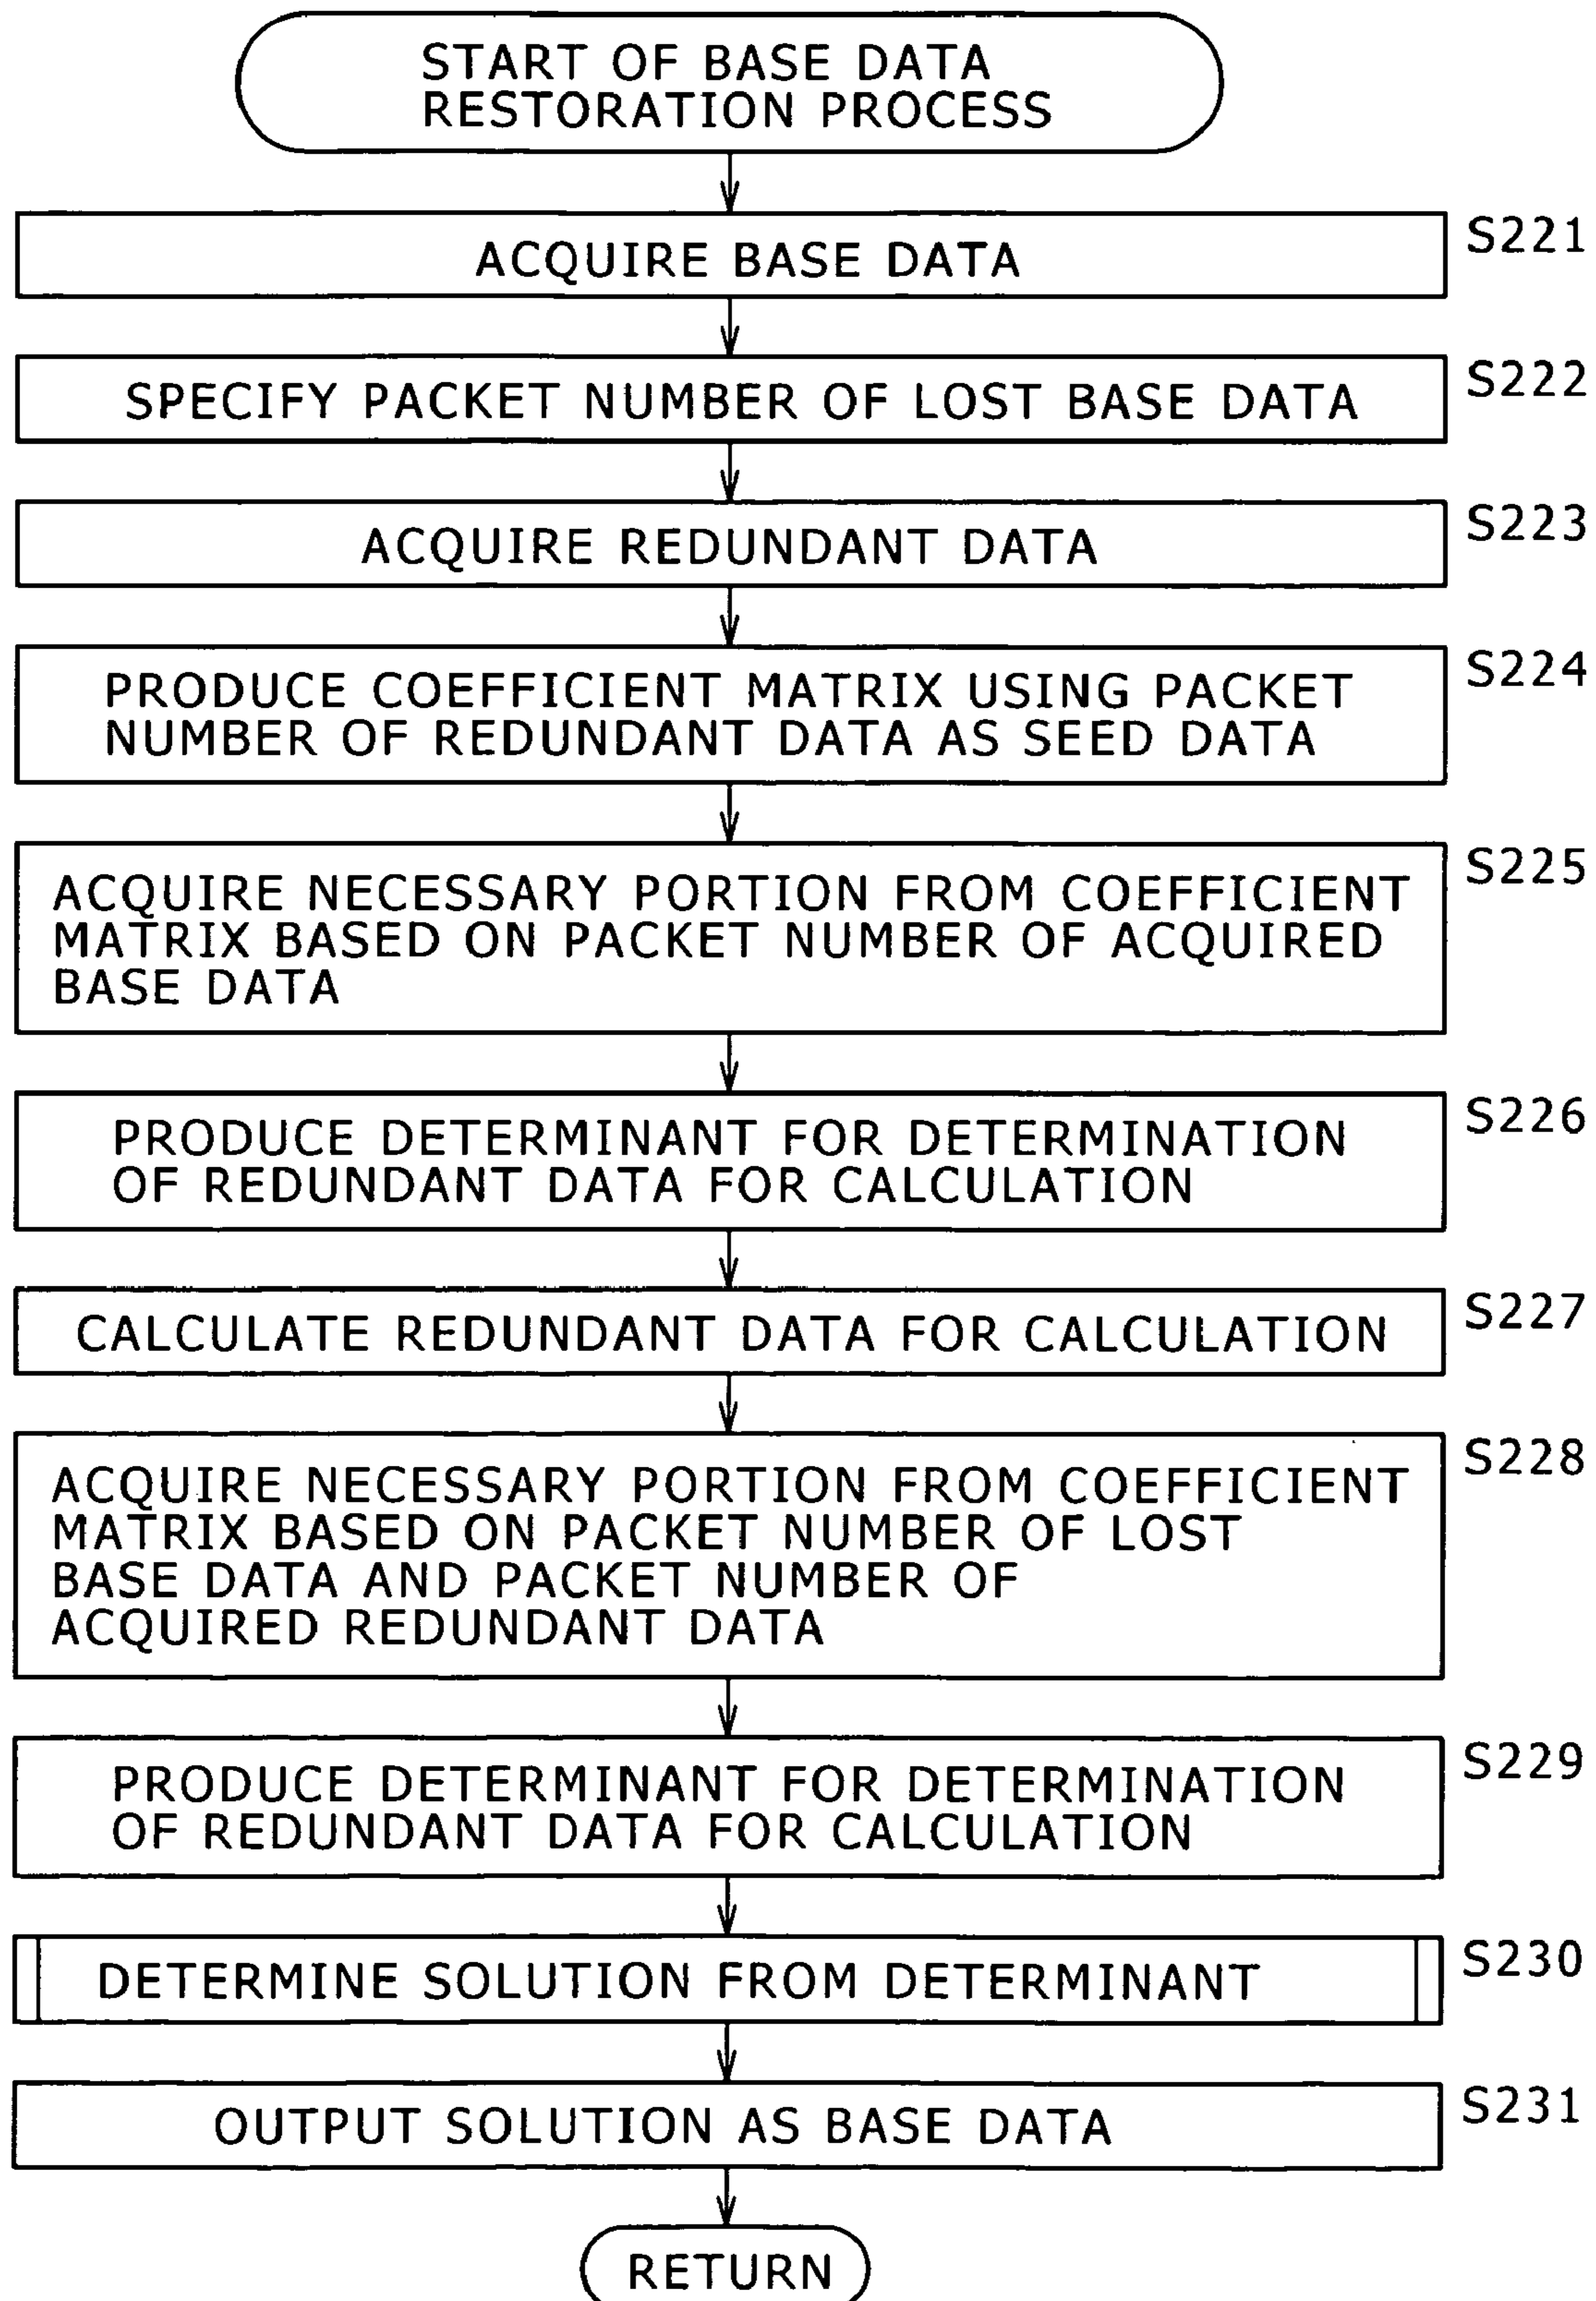 START OF BASE DATA
RESTORATION PROCESS
ACQUIRE BASE DATA
S221
SPECIFY PACKET NUMBER OF LOST BASE DATA
S222
ACQUIRE REDUNDANT DATA
S223
PRODUCE COEFFICIENT MATRIX USING PACKET
NUMBER OF REDUNDANT DATA AS SEED DATA
S224
ACQUIRE NECESSARY PORTION FROM COEFFICIENT
MATRIX BASED ON PACKET NUMBER OF ACQUIRED
BASE DATA
S225
PRODUCE DETERMINANT FOR DETERMINATION
OF REDUNDANT DATA FOR CALCULATION
S226
CALCULATE REDUNDANT DATA FOR CALCULATION
S227
ACQUIRE NECESSARY PORTION FROM COEFFICIENT
MATRIX BASED ON PACKET NUMBER OF LOST
BASE DATA AND PACKET NUMBER OF
ACQUIRED REDUNDANT DATA
S228
PRODUCE DETERMINANT FOR DETERMINATION
OF REDUNDANT DATA FOR CALCULATION
S229
DETERMINE SOLUTION FROM DETERMINANT
S230
OUTPUT SOLUTION AS BASE DATA
S231
RETURN